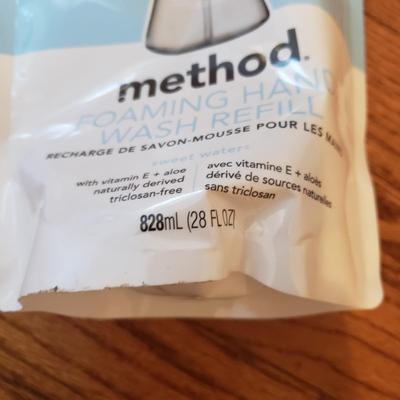 method.
FOAMING HAND
WASH REFILL
RECHARGE DE SAVON-MOUSSE POUR LES
sweet water
with vitamin E + aloe
naturally derived
triclosan-free
avec vitamine E + aloès
dérivé de sources naturelles
sans triclosan
828mL (28 FL OZ)